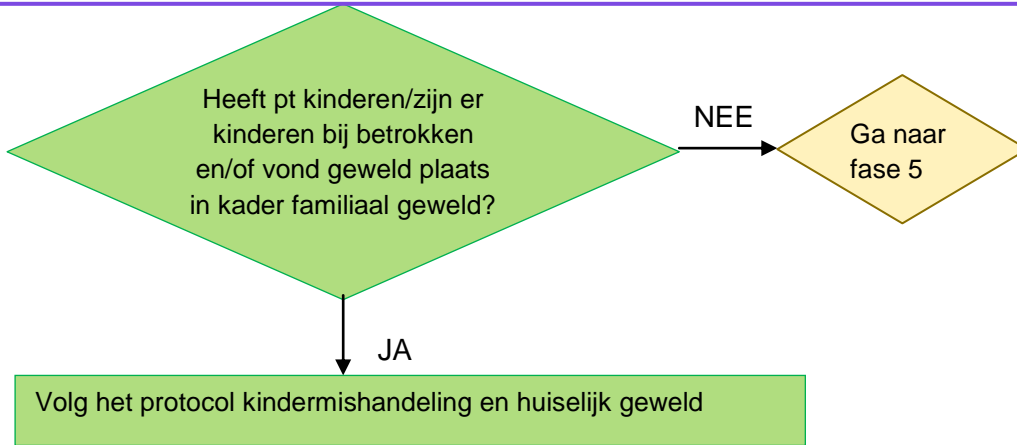 Heeft pt kinderen/zijn er
kinderen bij betrokken
en/of vond geweld plaats
in kader familiaal geweld?
NEE
Ga naar
fase 5
JA
Volg het protocol kindermishandeling en huiselijk geweld